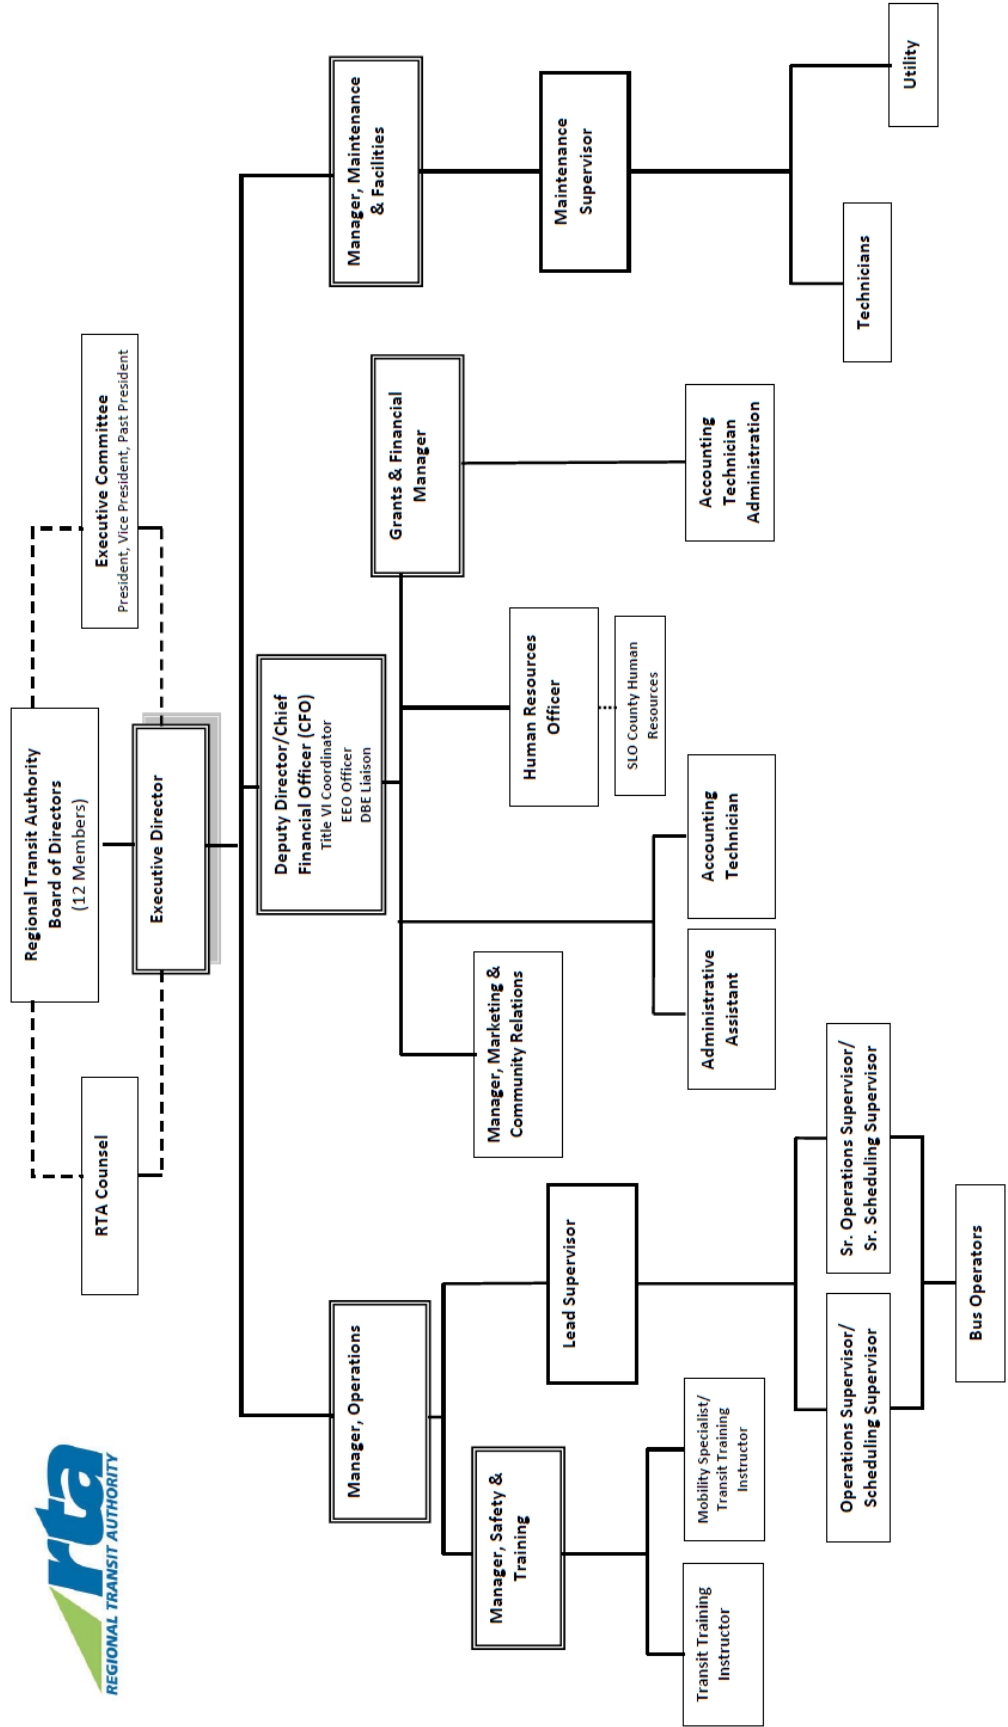 rta
REGIONAL TRANSIT AUTHORITY
Regional Transit Authority
Board of Directors
(12 Members)
RTA Counsel
Executive Committee
President, Vice President, Past President
Executive Director
Manager, Operations
Deputy Director/Chief
Financial Officer (CFO)
Title VI Coordinator
EEO Officer
DBE Liaison
Manager, Maintenance
& Facilities
Grants & Financial
Manager
Manager, Safety &
Training
Lead Supervisor
Manager, Marketing &
Community Relations
Human Resources
Officer
SLO County Human
Resources
Maintenance
Supervisor
Transit Training
Instructor
Mobility Specialist/
Transit Training
Instructor
Administrative
Assistant
Accounting
Technician
Accounting
Technician
Administration
Operations Supervisor/
Scheduling Supervisor
Sr. Operations Supervisor/
Sr. Scheduling Supervisor
Technicians
Utility
Bus Operators